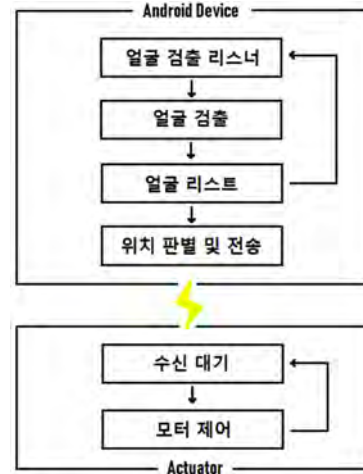 Android Device
얼굴 검출 리스너
얼굴 검출
얼굴 리스트
위치 판별 및 전송
수신 대기
모터 제어
Actuator